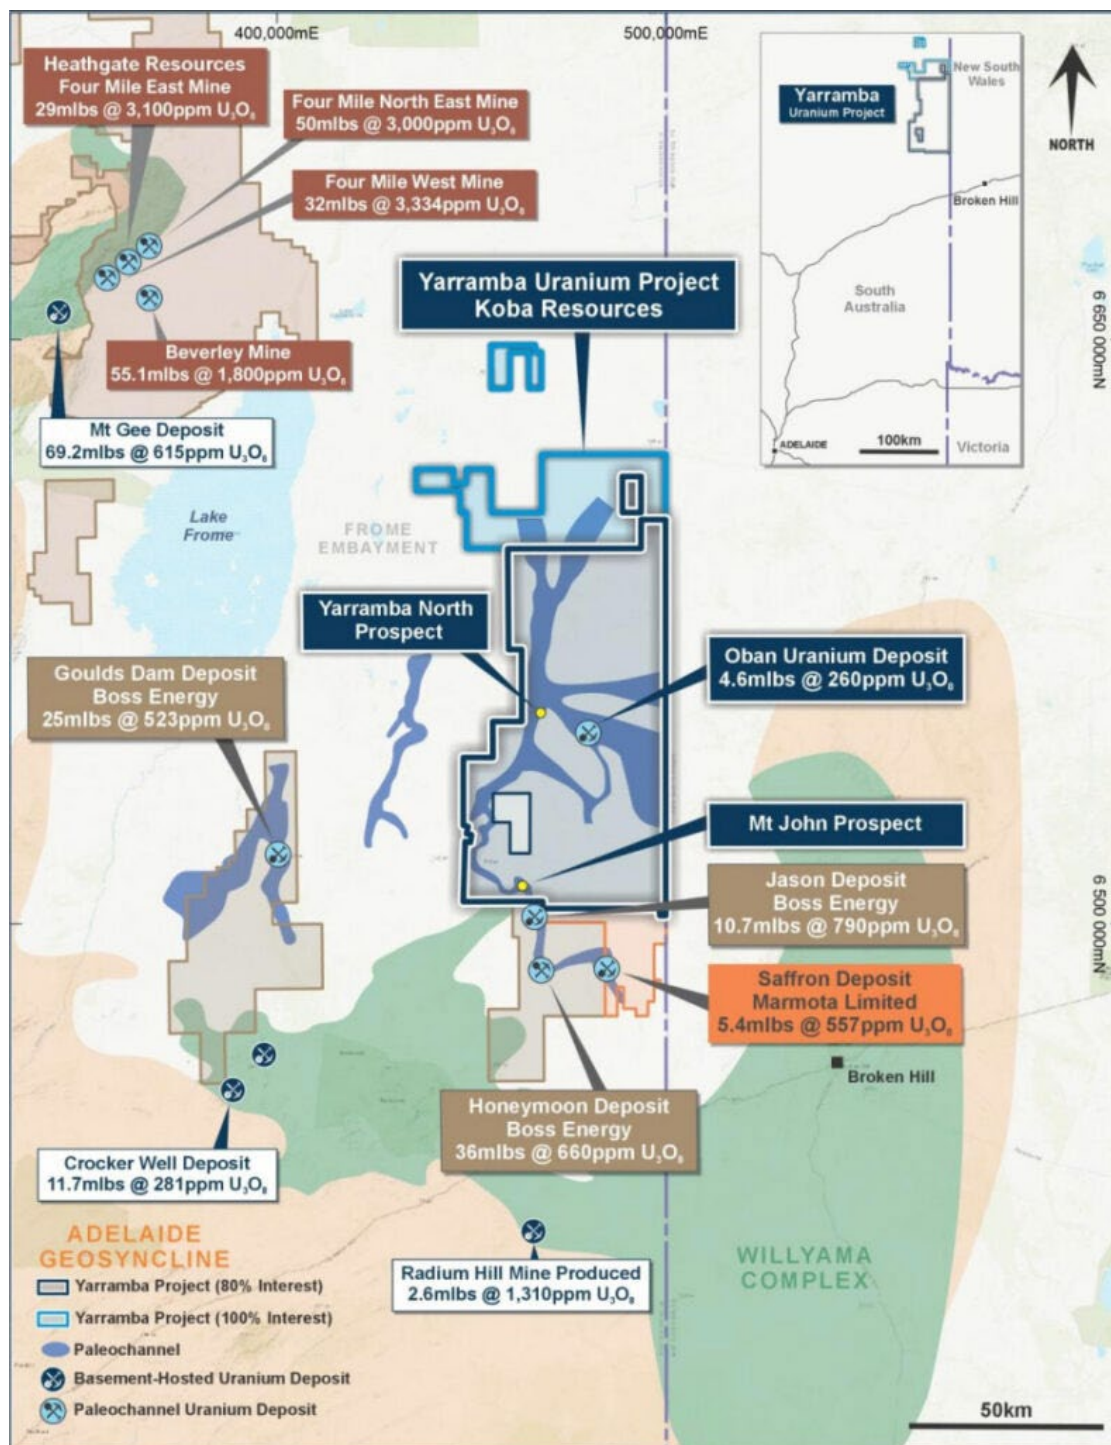 400,000mE
500,000mE
Heathgate Resources
Four Mile East Mine
29mlbs @ 3,100ppm U₃O₈
Four Mile North East Mine
50mlbs @ 3,000ppm U₃O₈
Four Mile West Mine
32mlbs @ 3,334ppm U₃O₈
Beverley Mine
55.1mlbs @ 1,800ppm U₃O₈
Mt Gee Deposit
69.2mlbs @ 615ppm U₃O₈
Yarramba Uranium Project
Koba Resources
Yarramba
Uranium Project
New South
Wales
Broken Hill
South
Australia
ADELAIDE
100km
Victoria
NORTH
6 650 000mN
Lake
Frome
FROME
EMBAYMENT
Yarramba North
Prospect
Oban Uranium Deposit
4.6mlbs @ 260ppm U₃O₈
Goulds Dam Deposit
Boss Energy
25mlbs @ 523ppm U₃O₈
Mt John Prospect
Jason Deposit
Boss Energy
10.7mlbs @ 790ppm U₃O₈
6 500 000mN
Saffron Deposit
Marmota Limited
5.4mlbs @ 557ppm U₃O₈
Broken Hill
Honeymoon Deposit
Boss Energy
36mlbs @ 660ppm U₃O₈
Crocker Well Deposit
11.7mlbs @ 281ppm U₃O₈
Radium Hill Mine Produced
2.6mlbs @ 1,310ppm U₃O₈
WILLYAMA
COMPLEX
ADELAIDE
GEOSYNCLINE
Yarramba Project (80% Interest)
Yarramba Project (100% Interest)
Paleochannel
Basement-Hosted Uranium Deposit
Paleochannel Uranium Deposit
50km